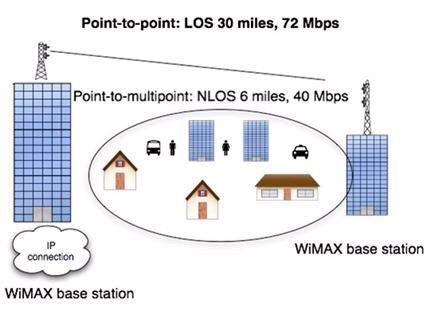 Point-to-point: LOS 30 miles, 72 Mbps
Point-to-multipoint: NLOS 6 miles, 40 Mbps
IP
connection
WiMAX base station
WiMAX base station